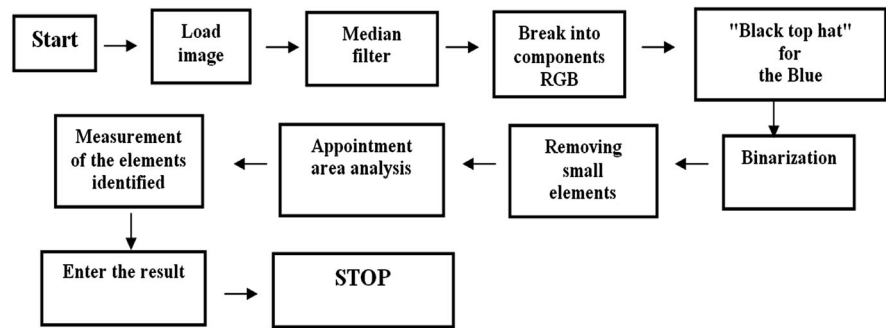 Start
Load
image
Median
filter
Break into
components
RGB
"Black top hat"
for
the Blue
Binarization
Removing
small
elements
Appointment
area analysis
Measurement
of the elements
identified
Enter the result
STOP